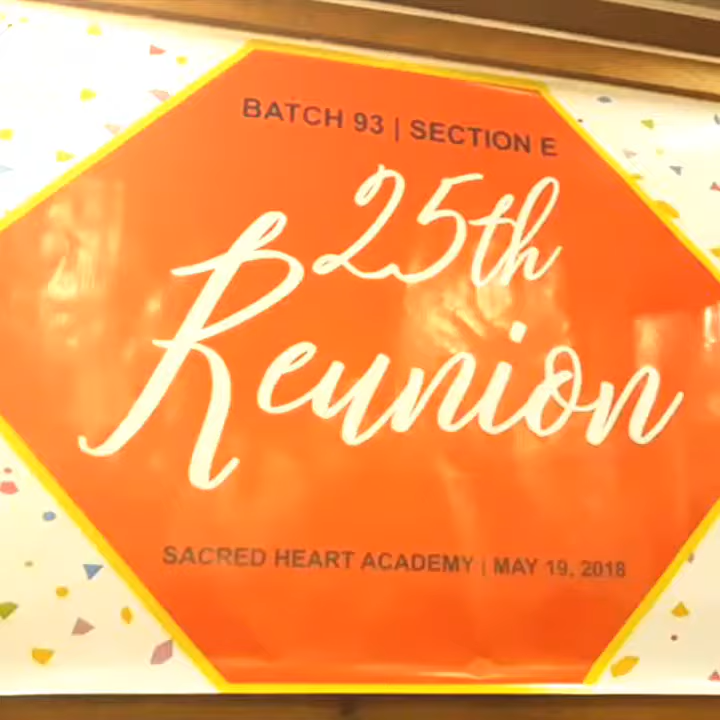 BATCH 93 | SECTION E
25th
Reunion
SACRED HEART ACADEMY | MAY 19, 2018